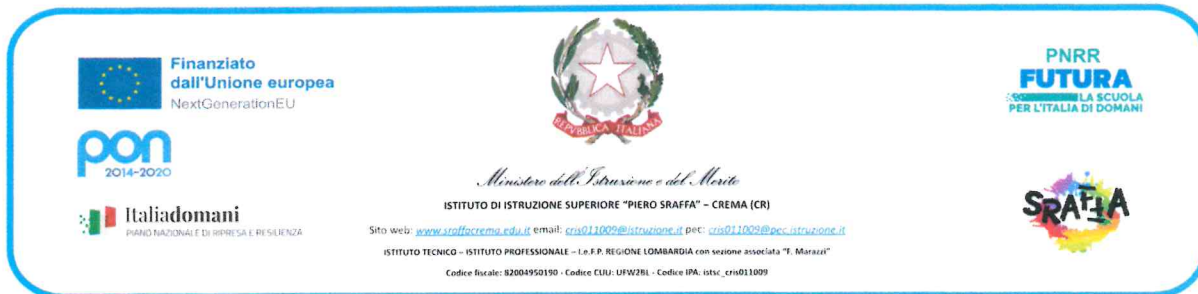 Finanziato
dall'Unione europea
NextGenerationEU
pon
2014-2020
Italiadomani
PIANO NAZIONALE DI RIPRESA E RESILIENZA
REPVBBLICA ITALIANA
Ministero dell'Istruzione e del Merito
ISTITUTO DI ISTRUZIONE SUPERIORE "PIERO SRAFFA" – CREMA (CR)
Sito web: www.sraffacrema.edu.it email: cris011009@istruzione.it pec: cris011009@pec.istruzione.it
ISTITUTO TECNICO – ISTITUTO PROFESSIONALE – I.e.F.P. REGIONE LOMBARDIA con sezione associata "F. Marazzi"
Codice fiscale: 82004950190 - Codice CUU: UFW2BL - Codice IPA: istsc_cris011009
PNRR
FUTURA
LA SCUOLA
PER L'ITALIA DI DOMANI
SRAFFA